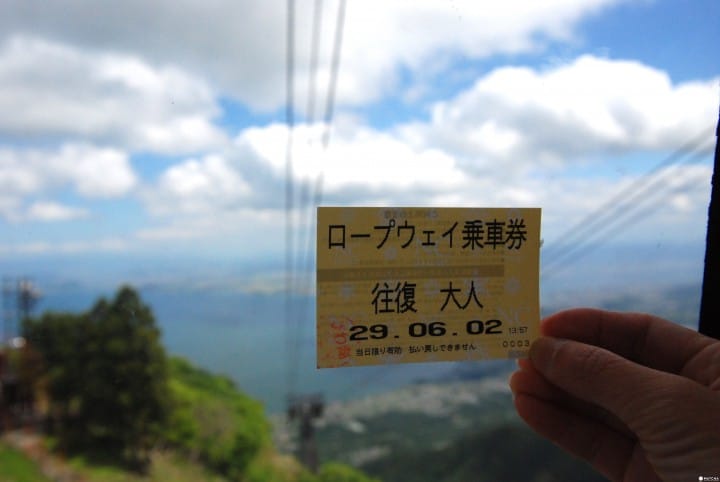 ロープウェイ乗車券
往復 大人
29.06.02 13:57
0003
当日限り有効 払い戻しできません
MATCHA